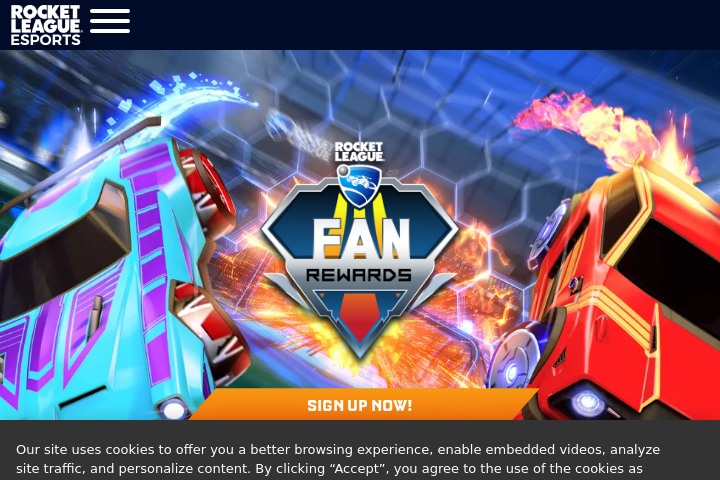 ROCKET
LEAGUE
ESPORTS
ROCKET
LEAGUE
FAN
REWARDS
SIGN UP NOW!
Our site uses cookies to offer you a better browsing experience, enable embedded videos, analyze
site traffic, and personalize content. By clicking “Accept”, you agree to the use of the cookies as